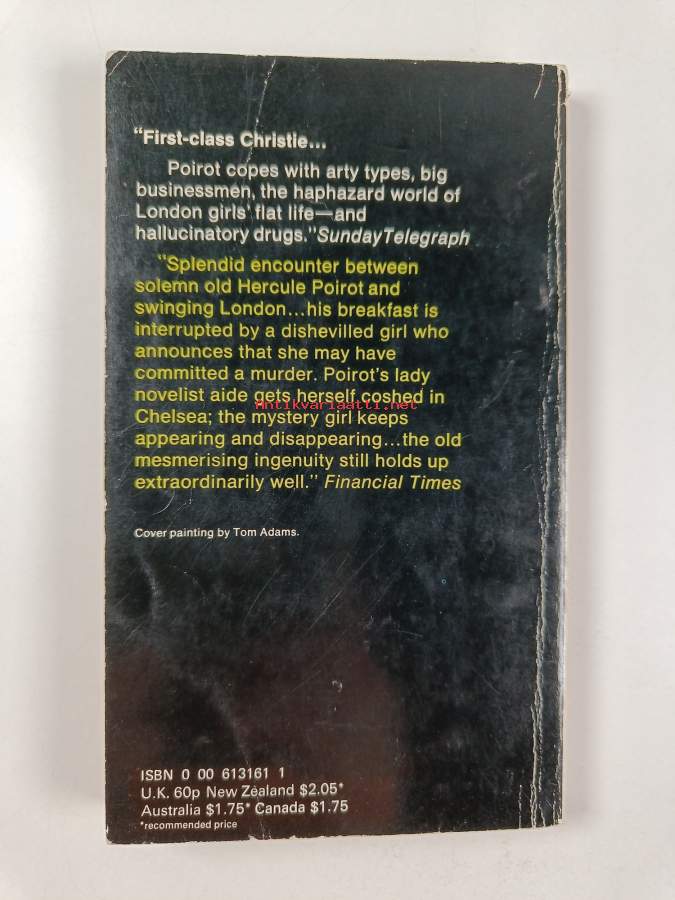 "First-class Christie...
Poirot copes with arty types, big
businessmen, the haphazard world of
London girls' flat life—and
hallucinatory drugs." Sunday Telegraph
"Splendid encounter between
solemn old Hercule Poirot and
swinging London...his breakfast is
interrupted by a dishevilled girl who
announces that she may have
committed a murder. Poirot's lady
novelist aide gets herself coshed in
Antikvariaatti.net
Chelsea; the mystery girl keeps
appearing and disappearing...the old
mesmerising ingenuity still holds up
extraordinarily well." Financial Times
Cover painting by Tom Adams.
ISBN 0 00 613161 1
U.K. 60p New Zealand $2.05*
Australia $1.75* Canada $1.75
*recommended price